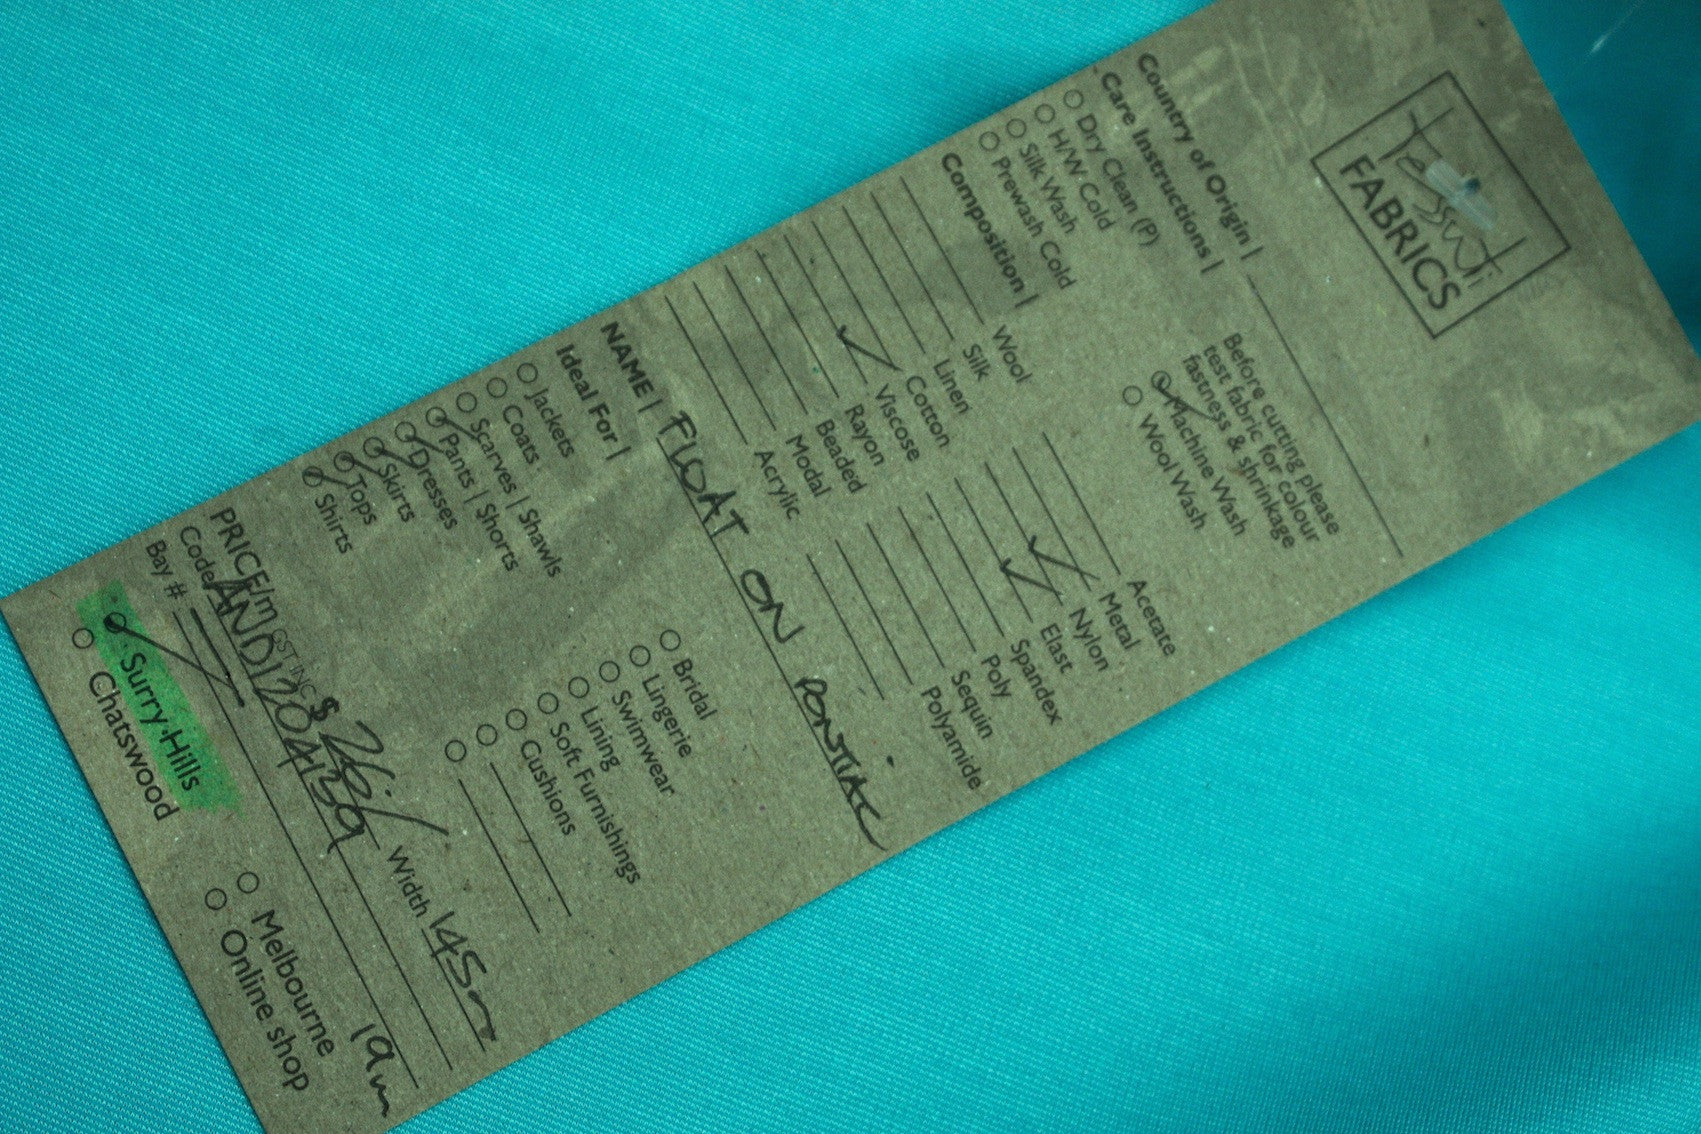 Tessuti
FABRICS
Country of Origin |
Care Instructions |
Before cutting please
test fabric for colour
fastness & shrinkage
Dry Clean (P)
H/W Cold
Silk Wash
Prewash Cold
Machine Wash
Wool Wash
Composition |
Wool
Silk
Linen
Cotton
Viscose
Rayon
Beaded
Modal
Acrylic
Acetate
Metal
Nylon
Elast
Spandex
Poly
Sequin
Polyamide
NAME | FLOAT ON PONTIAC
Ideal For |
Jackets
Coats
Scarves | Shawls
Pants | Shorts
Dresses
Skirts
Tops
Shirts
Bridal
Lingerie
Swimwear
Lining
Soft Furnishings
Cushions
PRICE/m GST INC $ Width 145
Code
Bay #
Surry Hills
Chatswood
Melbourne
Online shop
19m